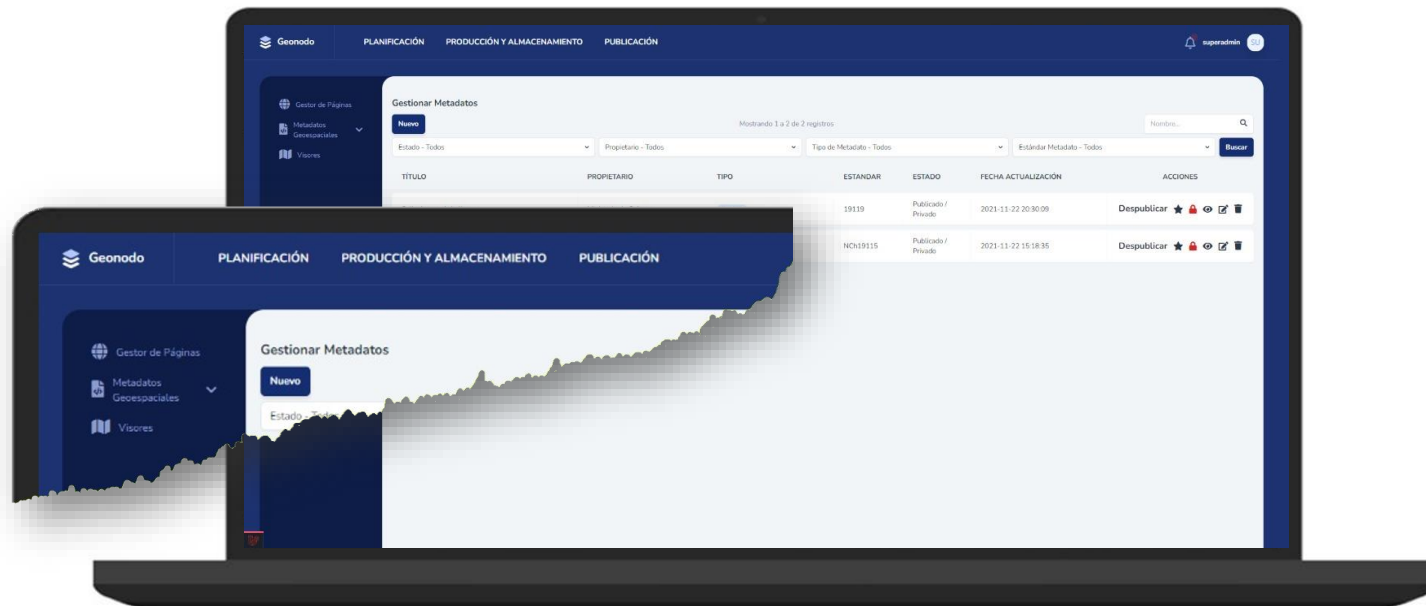 Geonodo PLANIFICACIÓN PRODUCCIÓN Y ALMACENAMIENTO PUBLICACIÓN superadmin SU
Gestor de Páginas
Metadatos
Geoespaciales
Visores
Gestionar Metadatos
Nuevo Mostrando 1 a 2 de 2 registros Nombre...
Estado - Todos Propietario - Todos Tipo de Metadato - Todos Estándar Metadato - Todos Buscar
TÍTULO PROPIETARIO TIPO ESTANDAR ESTADO FECHA ACTUALIZACIÓN ACCIONES
19119 Publicado / Privado 2021-11-22 20:30:09 Despublicar
NCh19115 Publicado / Privado 2021-11-22 15:18:35 Despublicar
Geonodo PLANIFICACIÓN PRODUCCIÓN Y ALMACENAMIENTO PUBLICACIÓN
Gestor de Páginas
Metadatos
Geoespaciales
Visores
Gestionar Metadatos
Nuevo
Estado - Todos